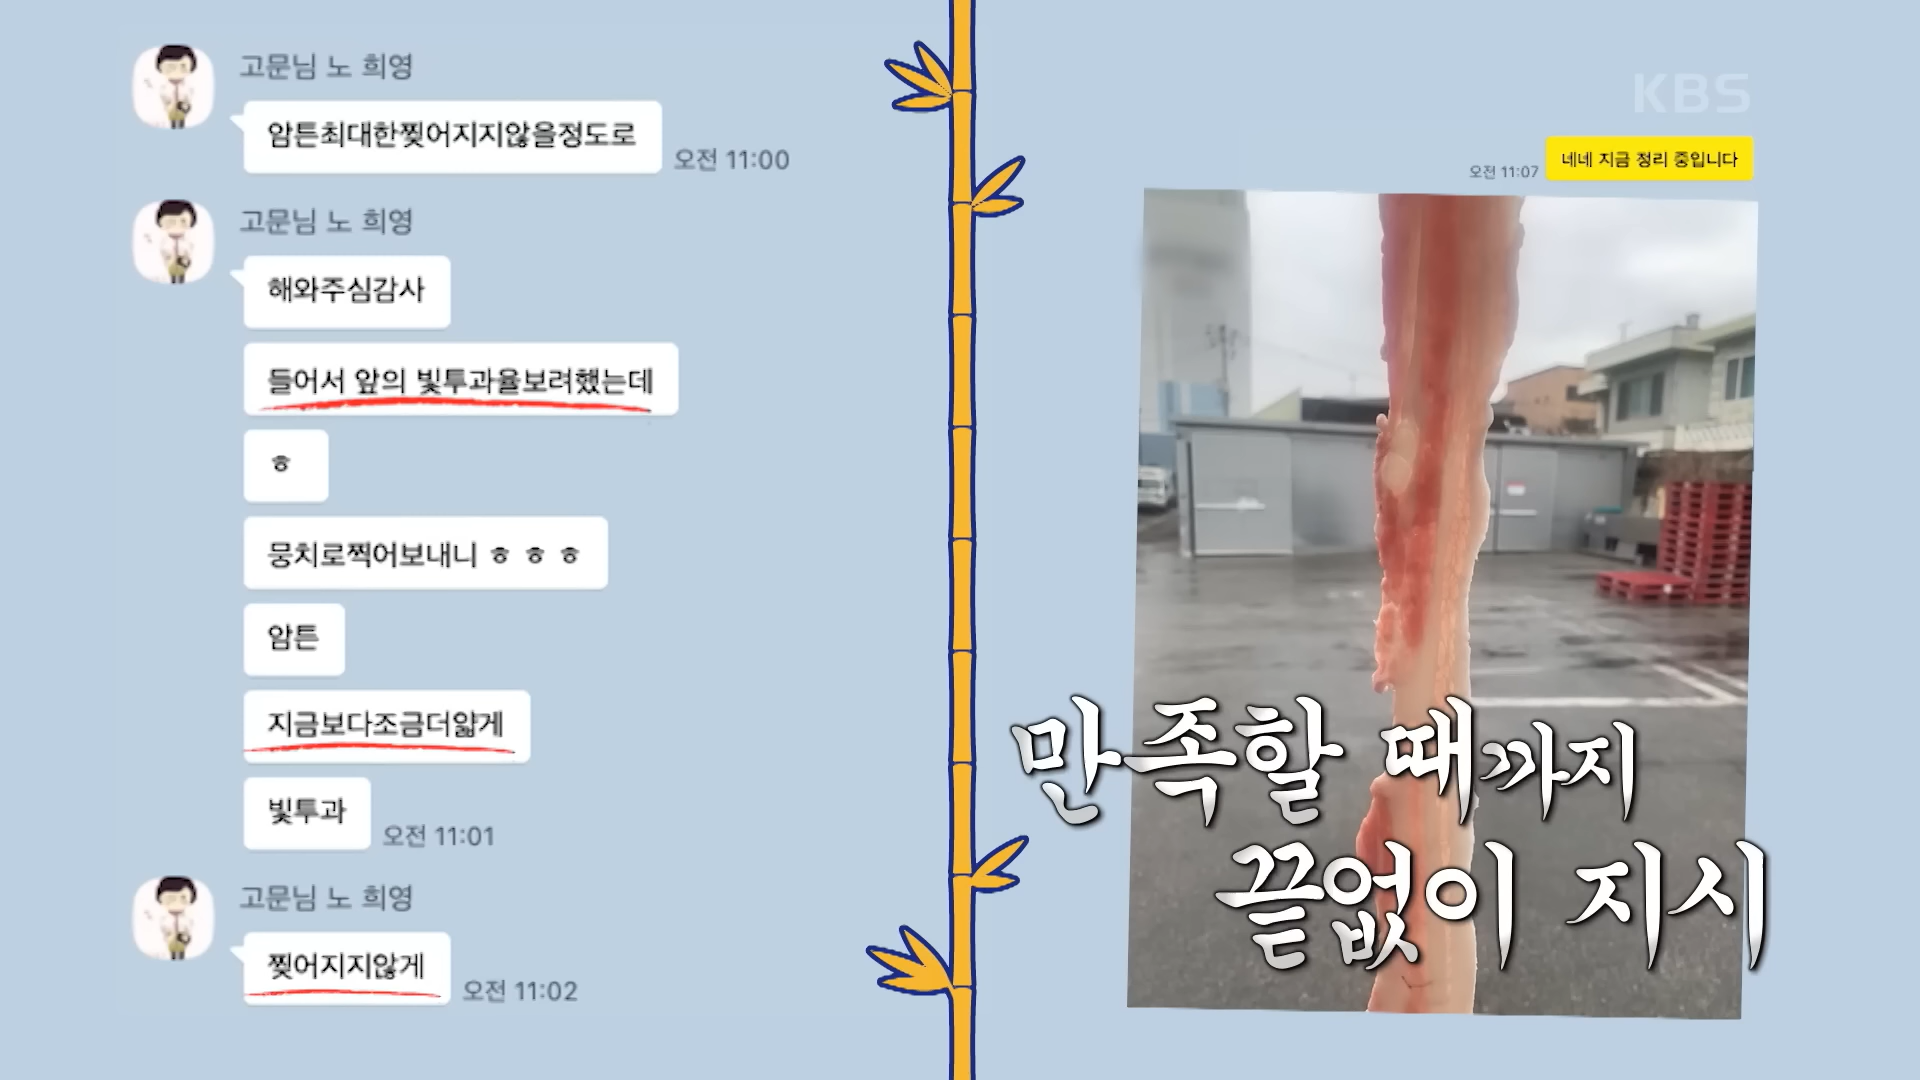 고문님 노 희영
암튼최대한찢어지지않을정도로
오전 11:00
고문님 노 희영
해와주심감사
들어서 앞의 빛투과율보려했는데
ㅎ
뭉치로찍어보내니 ㅎ ㅎ ㅎ
암튼
지금보다조금더얇게
빛투과
오전 11:01
고문님 노 희영
찢어지지않게
오전 11:02
KBS
네네 지금 정리 중입니다
오전 11:07
만족할 때까지
끝없이 지시